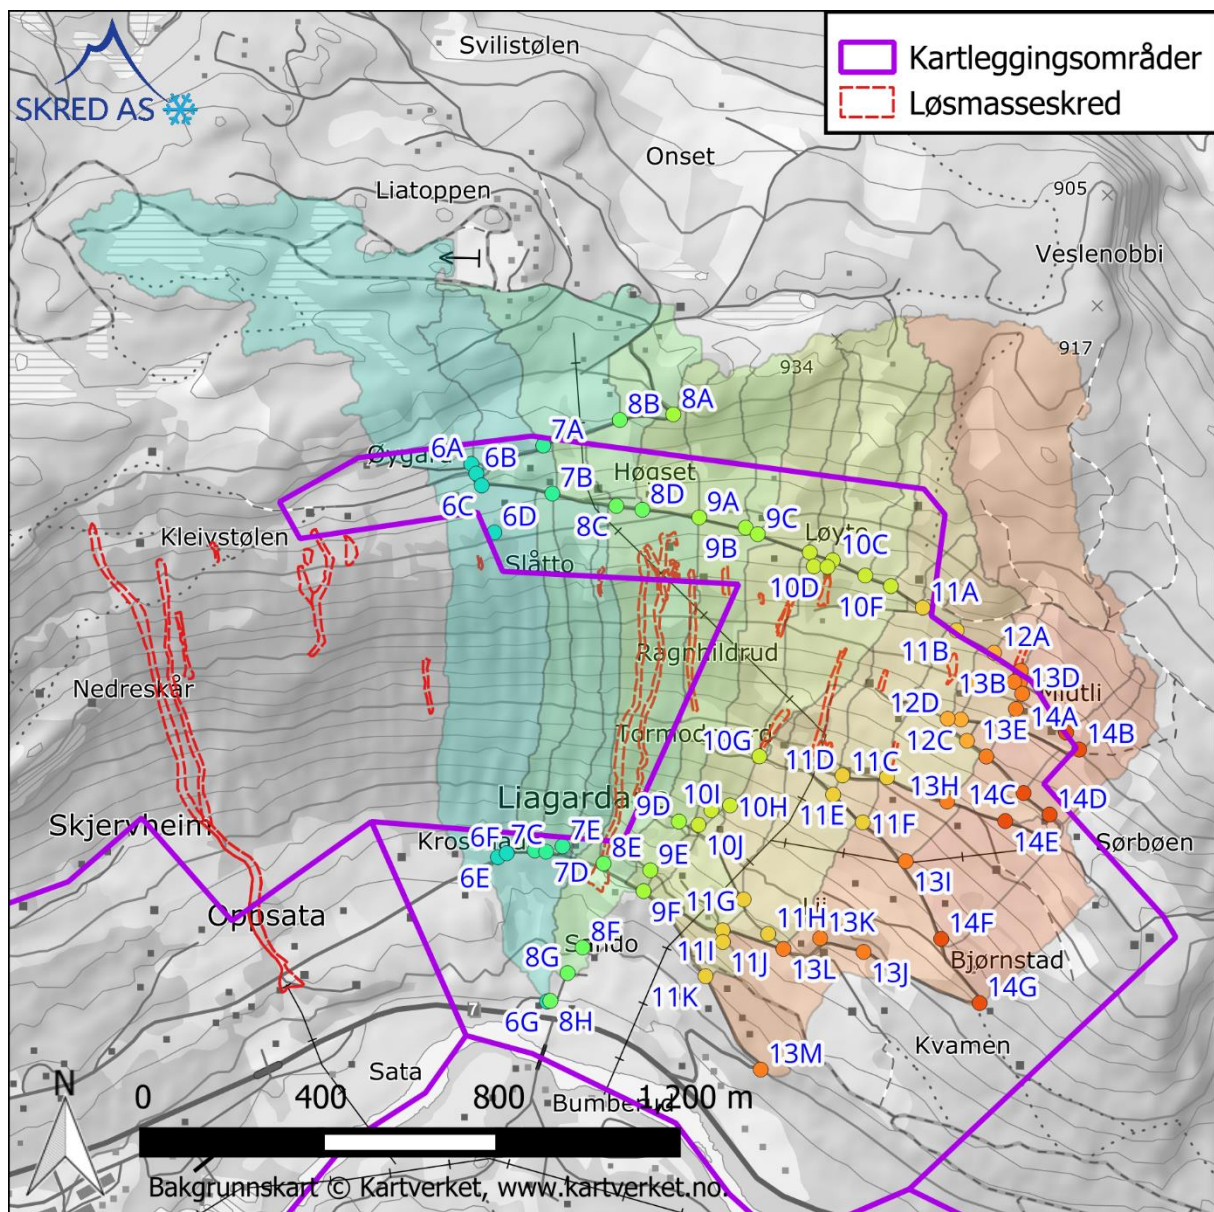 SKRED AS
Kartleggingsområder
Løsmasseskred
Svilistølen
Onset
Liatoppen
905
Veslenobbi
917
934
8B
8A
7A
6A
6B
Øygard
7B
Høgset
8D
9A
9C
6C
6D
8C
9B
Løyte
10C
Kleivstølen
Slåtto
10D
10F
11A
11B
12A
Ragnhildrud
13B
13D
Midtli
Nedreskår
12D
14A
14B
10G
11D
12C
13E
11C
Liagarda
9D
10I
10H
11E
13H
14C
14D
Skjervheim
6F
7C
7E
8E
10J
11F
14E
Sørbøen
6E
7D
9E
13I
Oppsata
9F
11G
11H
13K
14F
8F
Sando
11I
11J
13L
13J
Bjørnstad
8G
11K
14G
6G
8H
7
Kvamen
13M
Sata
N
0
400
800
1,200 m
Bakgrunnskart © Kartverket, www.kartverket.no.